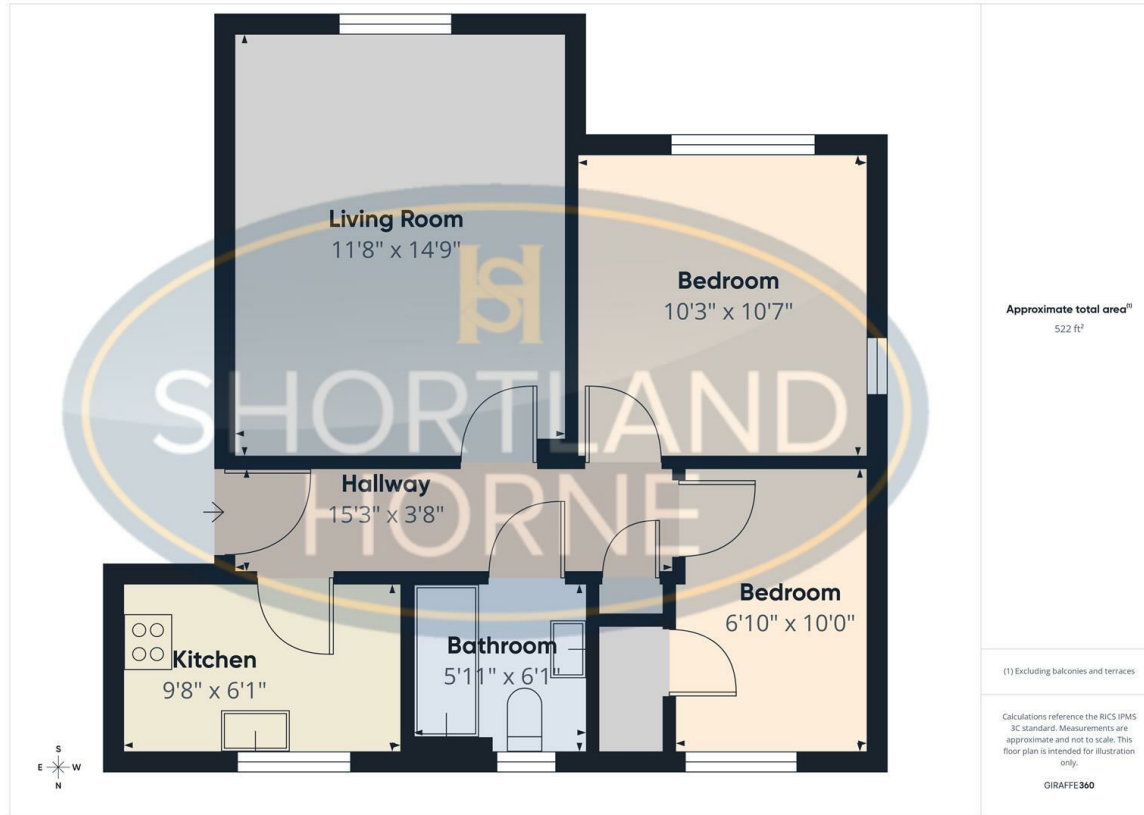 Living Room
11'8" x 14'9"
Bedroom
10'3" x 10'7"
SHORTLAND
HORNE
Hallway
15'3" x 3'8"
Bedroom
6'10" x 10'0"
Bathroom
5'11" x 6'1"
Kitchen
9'8" x 6'1"
S
E W
N
Approximate total area(1)
522 ft²
(1) Excluding balconies and terraces
Calculations reference the RICS IPMS
3C standard. Measurements are
approximate and not to scale. This
floor plan is intended for illustration
only.
GIRAFFE360